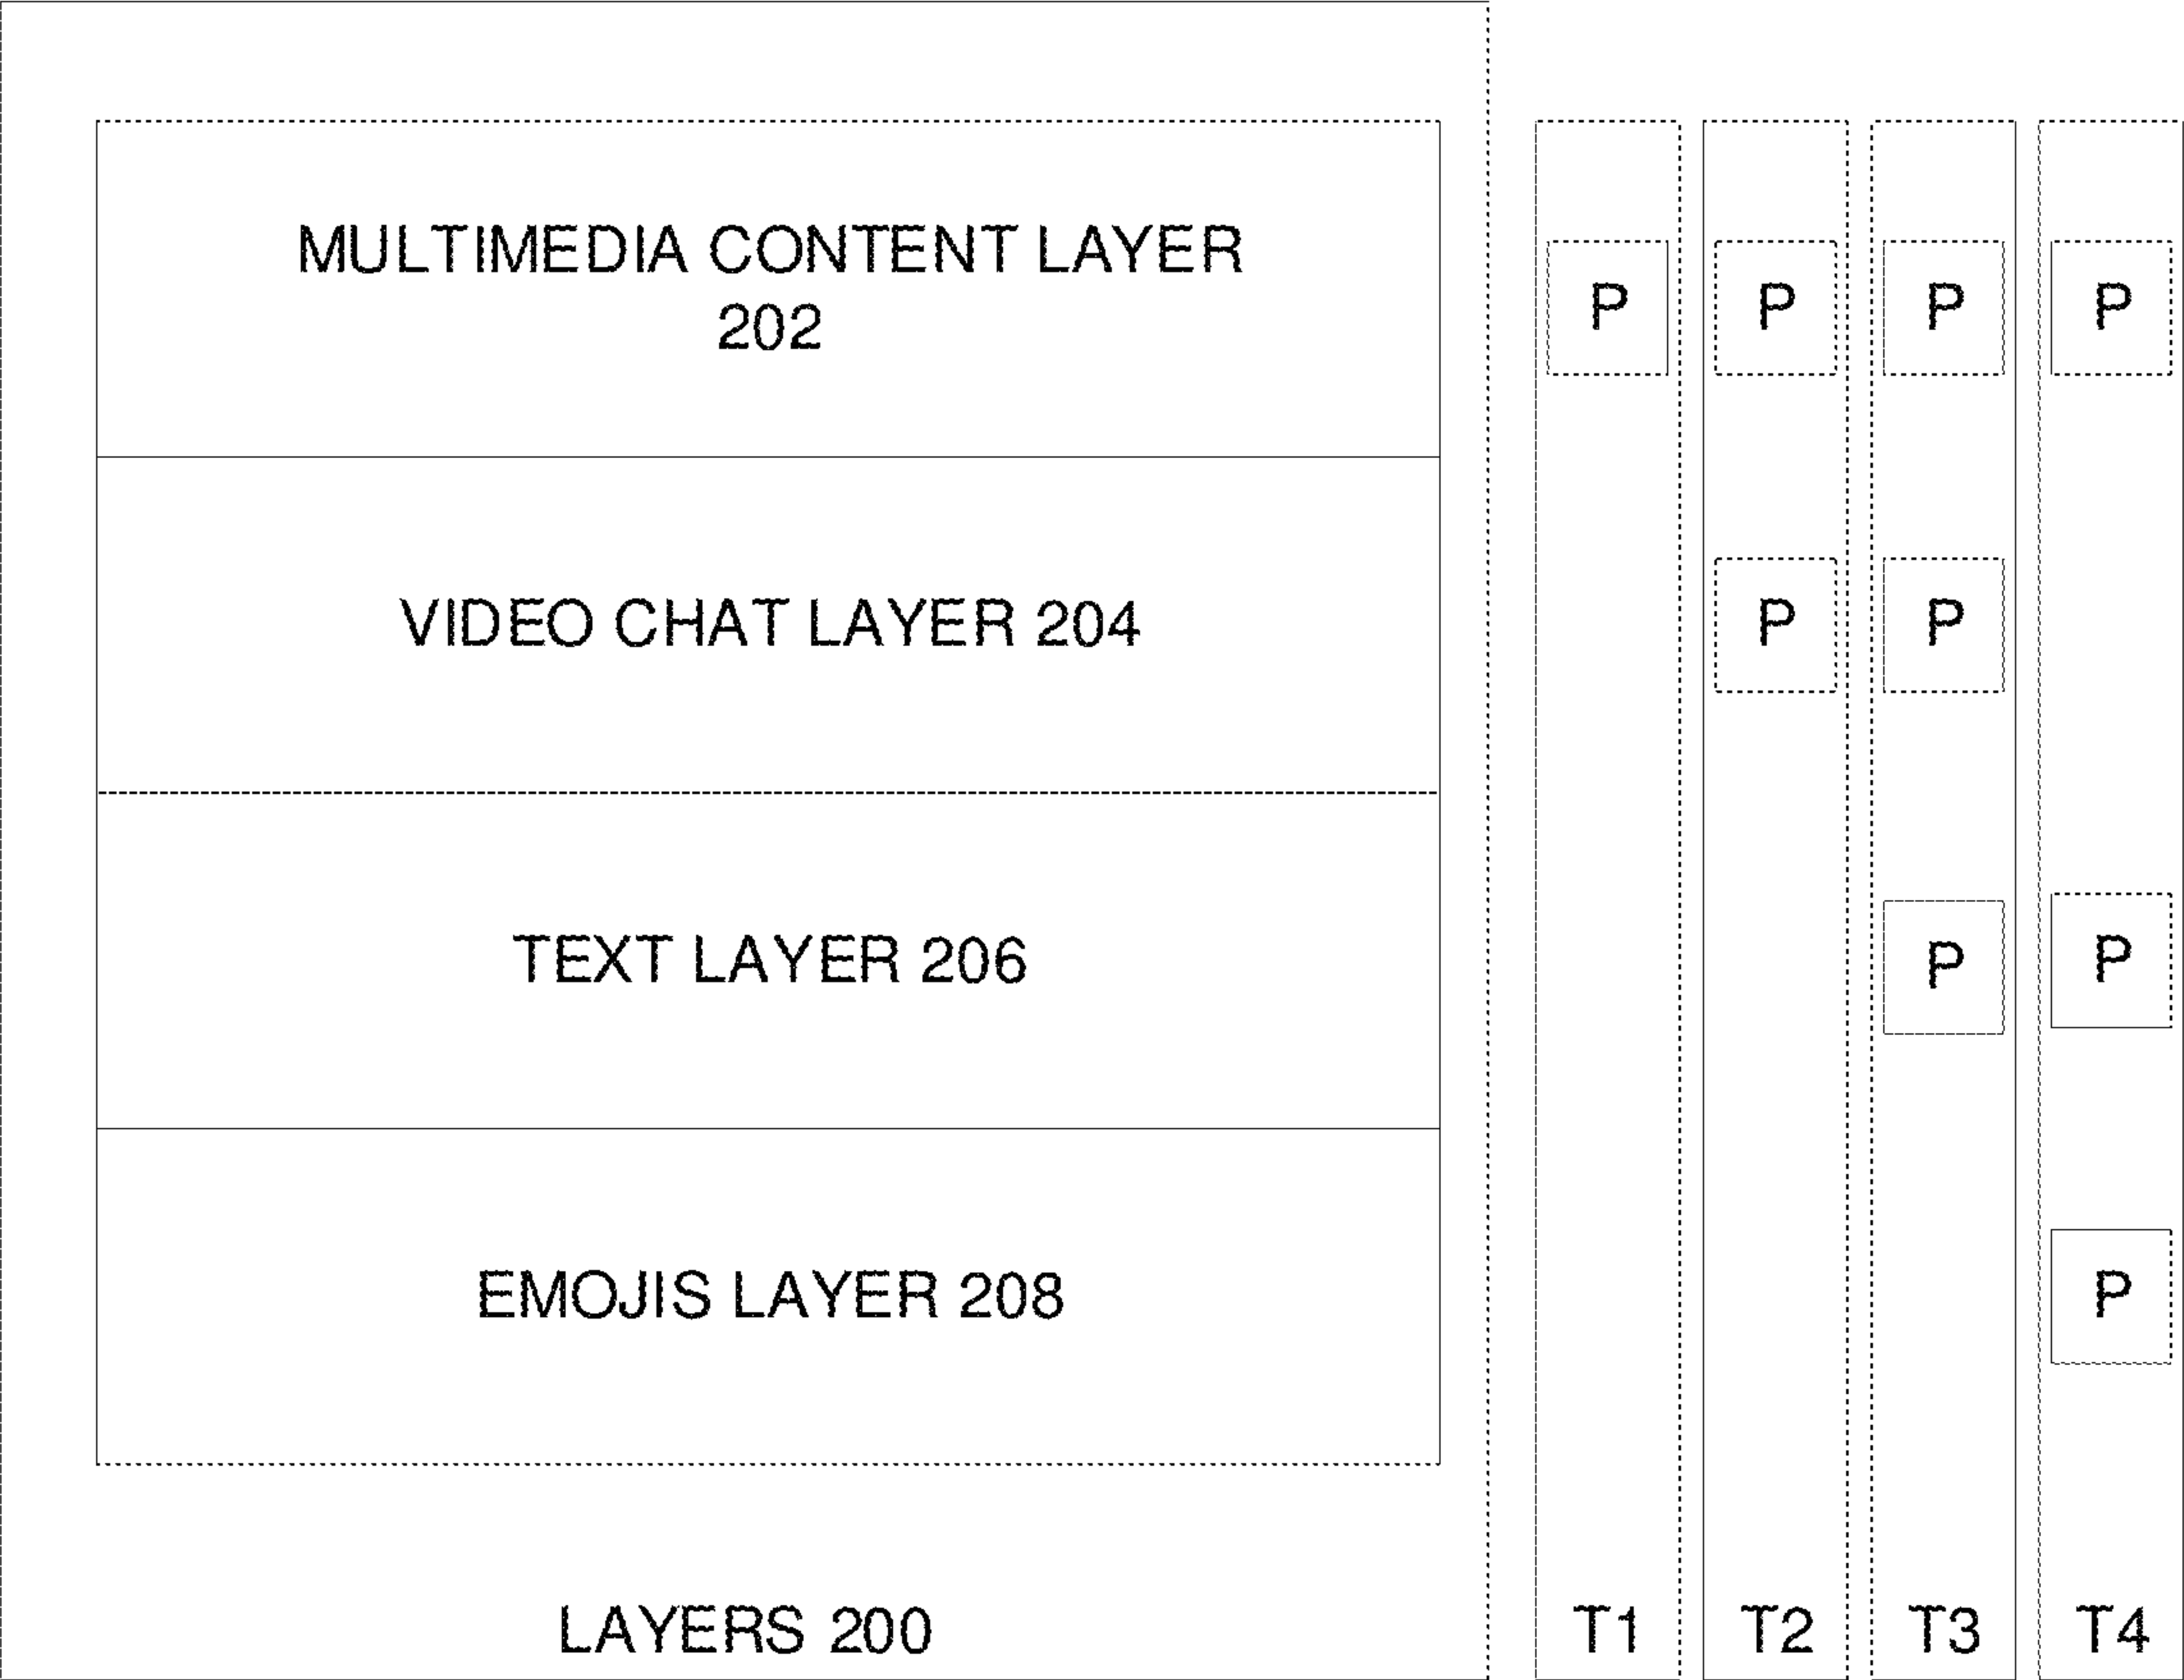 MULTIMEDIA CONTENT LAYER
202
P P P P
VIDEO CHAT LAYER 204
P P
TEXT LAYER 206
P P
EMOJIS LAYER 208
P
LAYERS 200
T1 T2 T3 T4